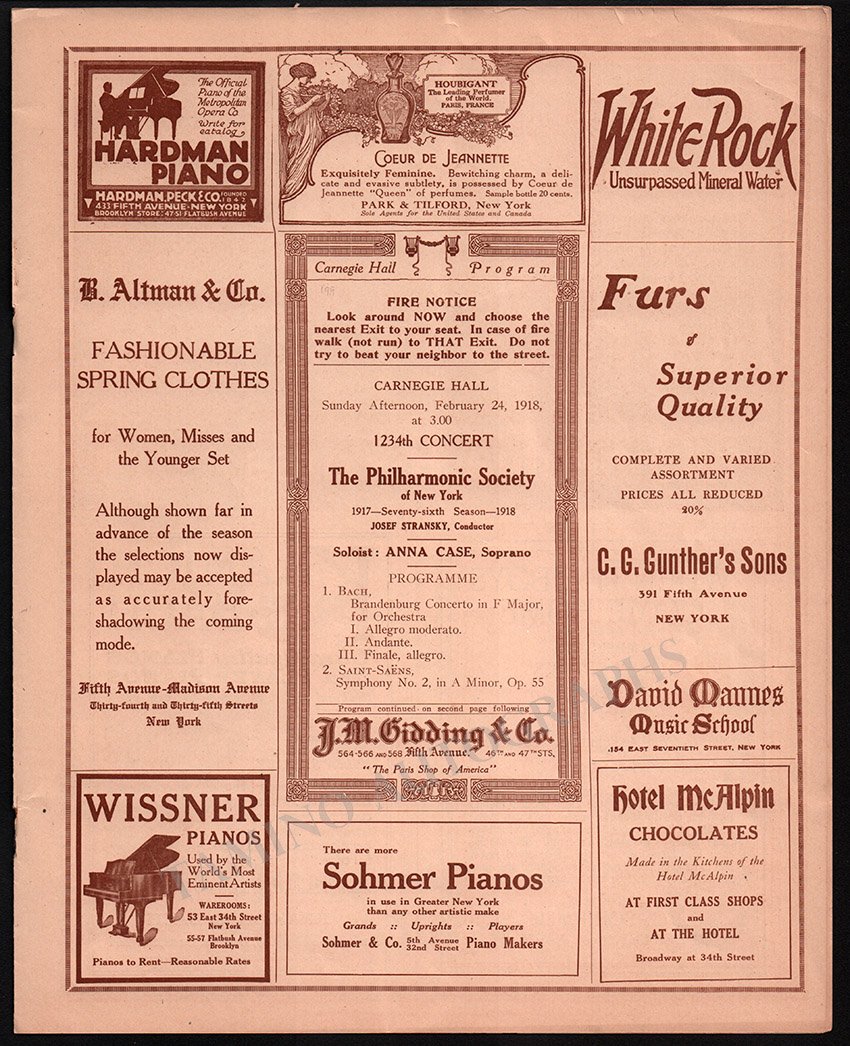 The Official
Piano of the
Metropolitan
Opera Co
Write for
catalog
HARDMAN
PIANO
HARDMAN, PECK & CO. FOUNDED 1842
433 FIFTH AVENUE - NEW YORK
BROOKLYN STORE: 47-51 FLATBUSH AVENUE
HOUBIGANT
The Leading Perfumer
of the World.
PARIS, FRANCE
COEUR DE JEANNETTE
Exquisitely Feminine. Bewitching charm, a deli-
cate and evasive subtlety, is possessed by Coeur de
Jeannette "Queen" of perfumes. Sample bottle 20 cents.
PARK & TILFORD, New York
Sole Agents for the United States and Canada
White Rock
Unsurpassed Mineral Water
B. Altman & Co.
FASHIONABLE
SPRING CLOTHES
for Women, Misses and
the Younger Set
Although shown far in
advance of the season
the selections now dis-
played may be accepted
as accurately fore-
shadowing the coming
mode.
Fifth Avenue-Madison Avenue
Thirty-fourth and Thirty-fifth Streets
New York
Carnegie Hall Program
FIRE NOTICE
Look around NOW and choose the
nearest Exit to your seat. In case of fire
walk (not run) to THAT Exit. Do not
try to beat your neighbor to the street.
CARNEGIE HALL
Sunday Afternoon, February 24, 1918,
at 3.00
1234th CONCERT
The Philharmonic Society
of New York
1917—Seventy-sixth Season—1918
JOSEF STRANSKY, Conductor
Soloist: ANNA CASE, Soprano
PROGRAMME
1. BACH,
Brandenburg Concerto in F Major,
for Orchestra
I. Allegro moderato.
II. Andante.
III. Finale, allegro.
2. SAINT-SAËNS,
Symphony No. 2, in A Minor, Op. 55
Program continued on second page following
J.M. Gidding & Co.
564-566 AND 568 Fifth Avenue. 46TH AND 47TH STS.
"The Paris Shop of America"
Furs
of
Superior
Quality
COMPLETE AND VARIED
ASSORTMENT
PRICES ALL REDUCED
20%
C. G. Gunther's Sons
391 Fifth Avenue
NEW YORK
David Mannes
Music School
154 EAST SEVENTIETH STREET, NEW YORK
WISSNER
PIANOS
Used by the
World's Most
Eminent Artists
WAREROOMS:
53 East 34th Street
New York
55-57 Flatbush Avenue
Brooklyn
Pianos to Rent—Reasonable Rates
There are more
Sohmer Pianos
in use in Greater New York
than any other artistic make
Grands :: Uprights :: Players
Sohmer & Co. 5th Avenue 32nd Street Piano Makers
Hotel McAlpin
CHOCOLATES
Made in the Kitchens of the
Hotel McAlpin
AT FIRST CLASS SHOPS
and
AT THE HOTEL
Broadway at 34th Street
TAMINO AUTOGRAPHS